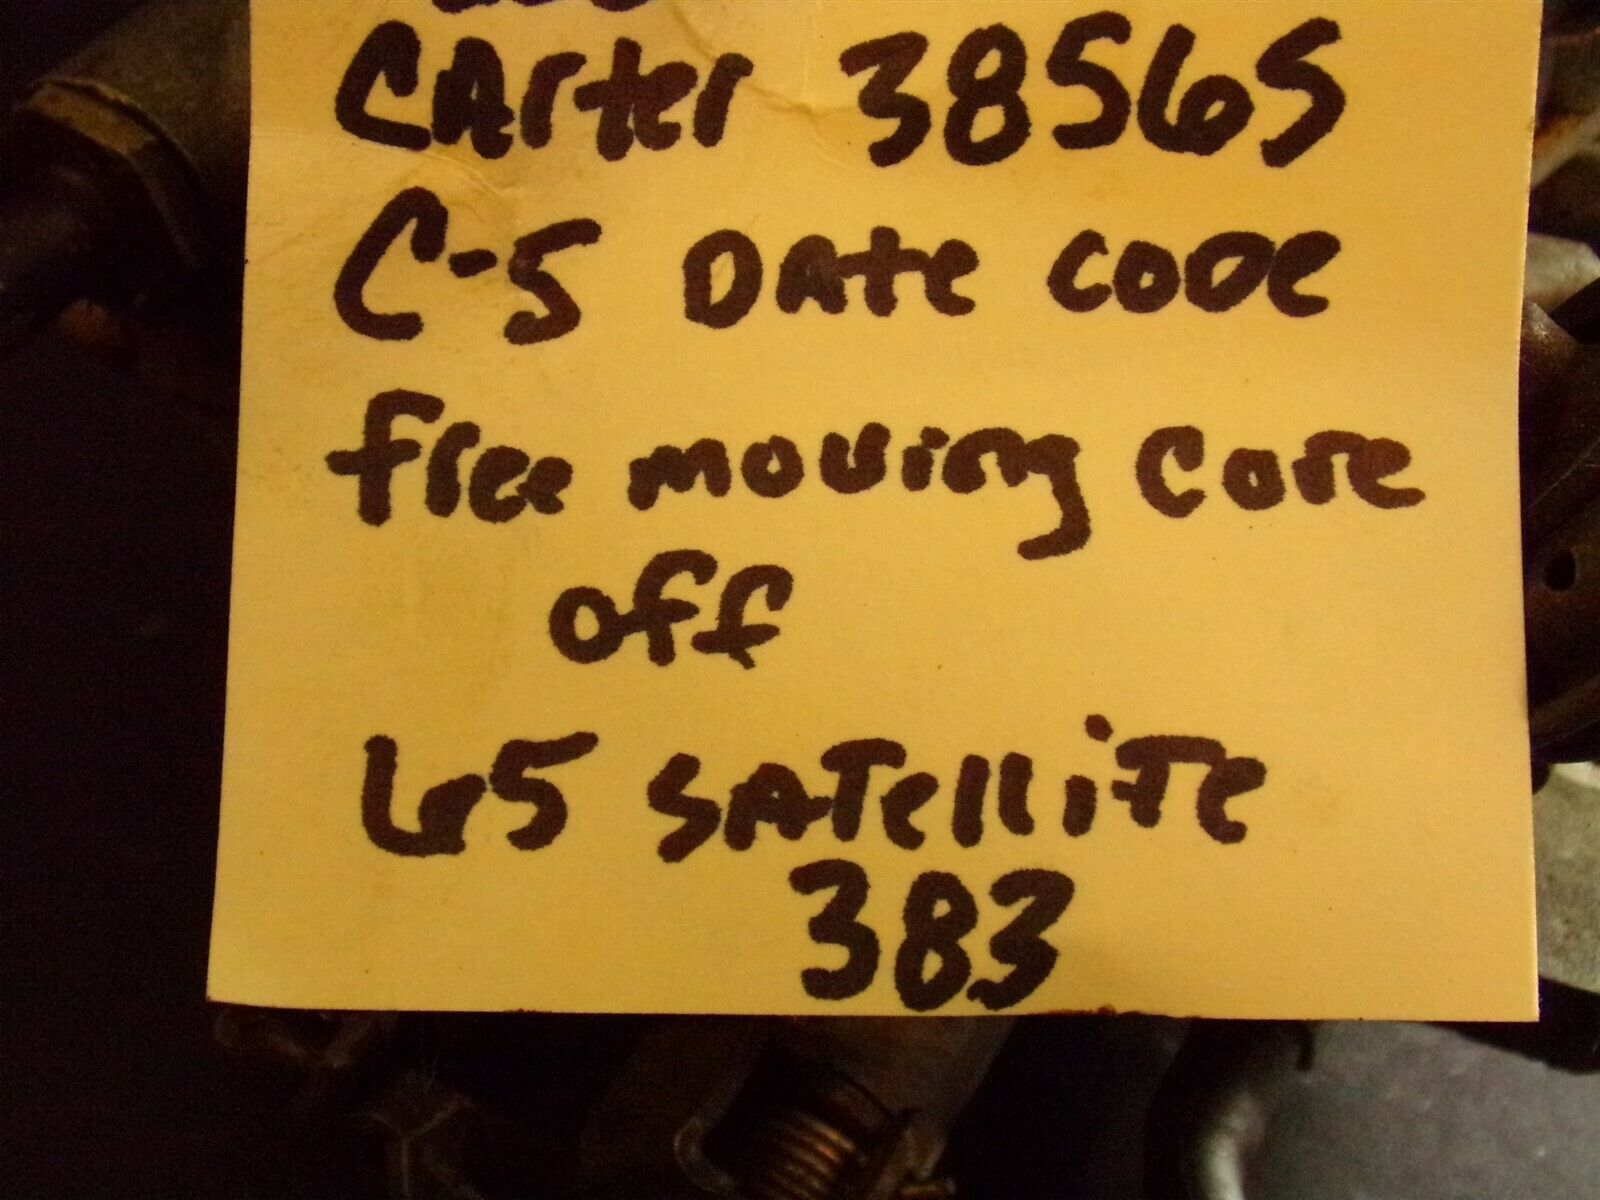 CArter 3856S
C-5 DAte code
free moving core
off
65 SATellite
383